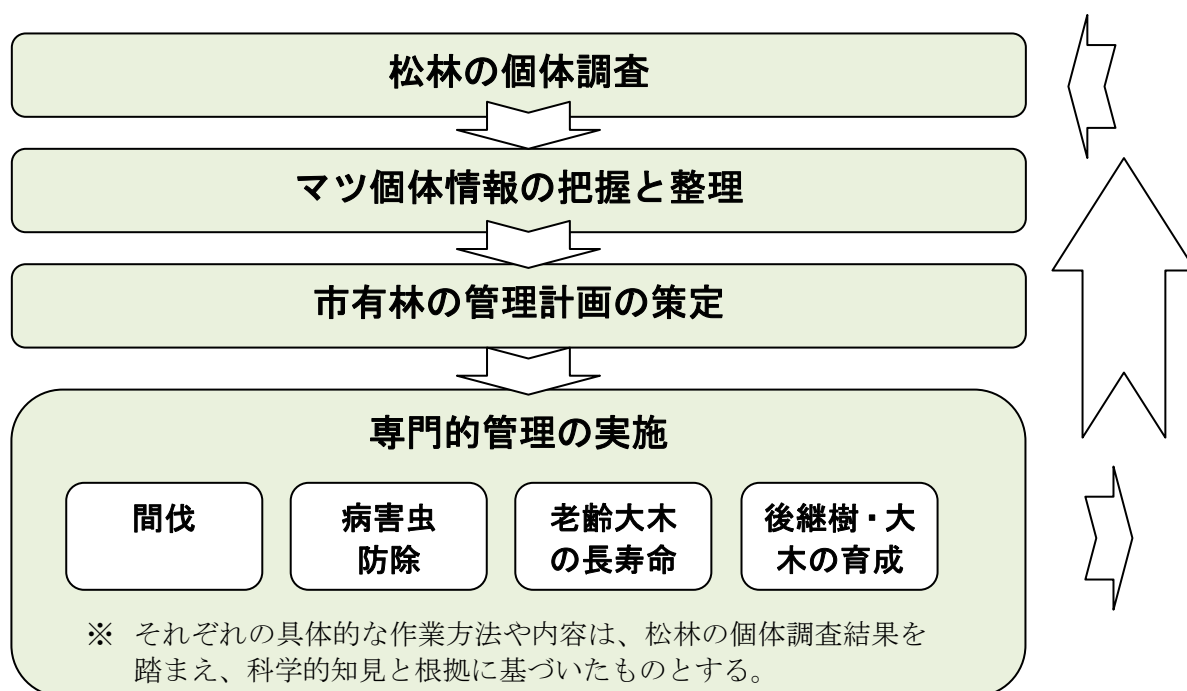 松林の個体調査
マツ個体情報の把握と整理
市有林の管理計画の策定
専門的管理の実施
間伐
病害虫
防除
老齢大木
の長寿命
後継樹・大
木の育成
※ それぞれの具体的な作業方法や内容は、松林の個体調査結果を
踏まえ、科学的知見と根拠に基づいたものとする。